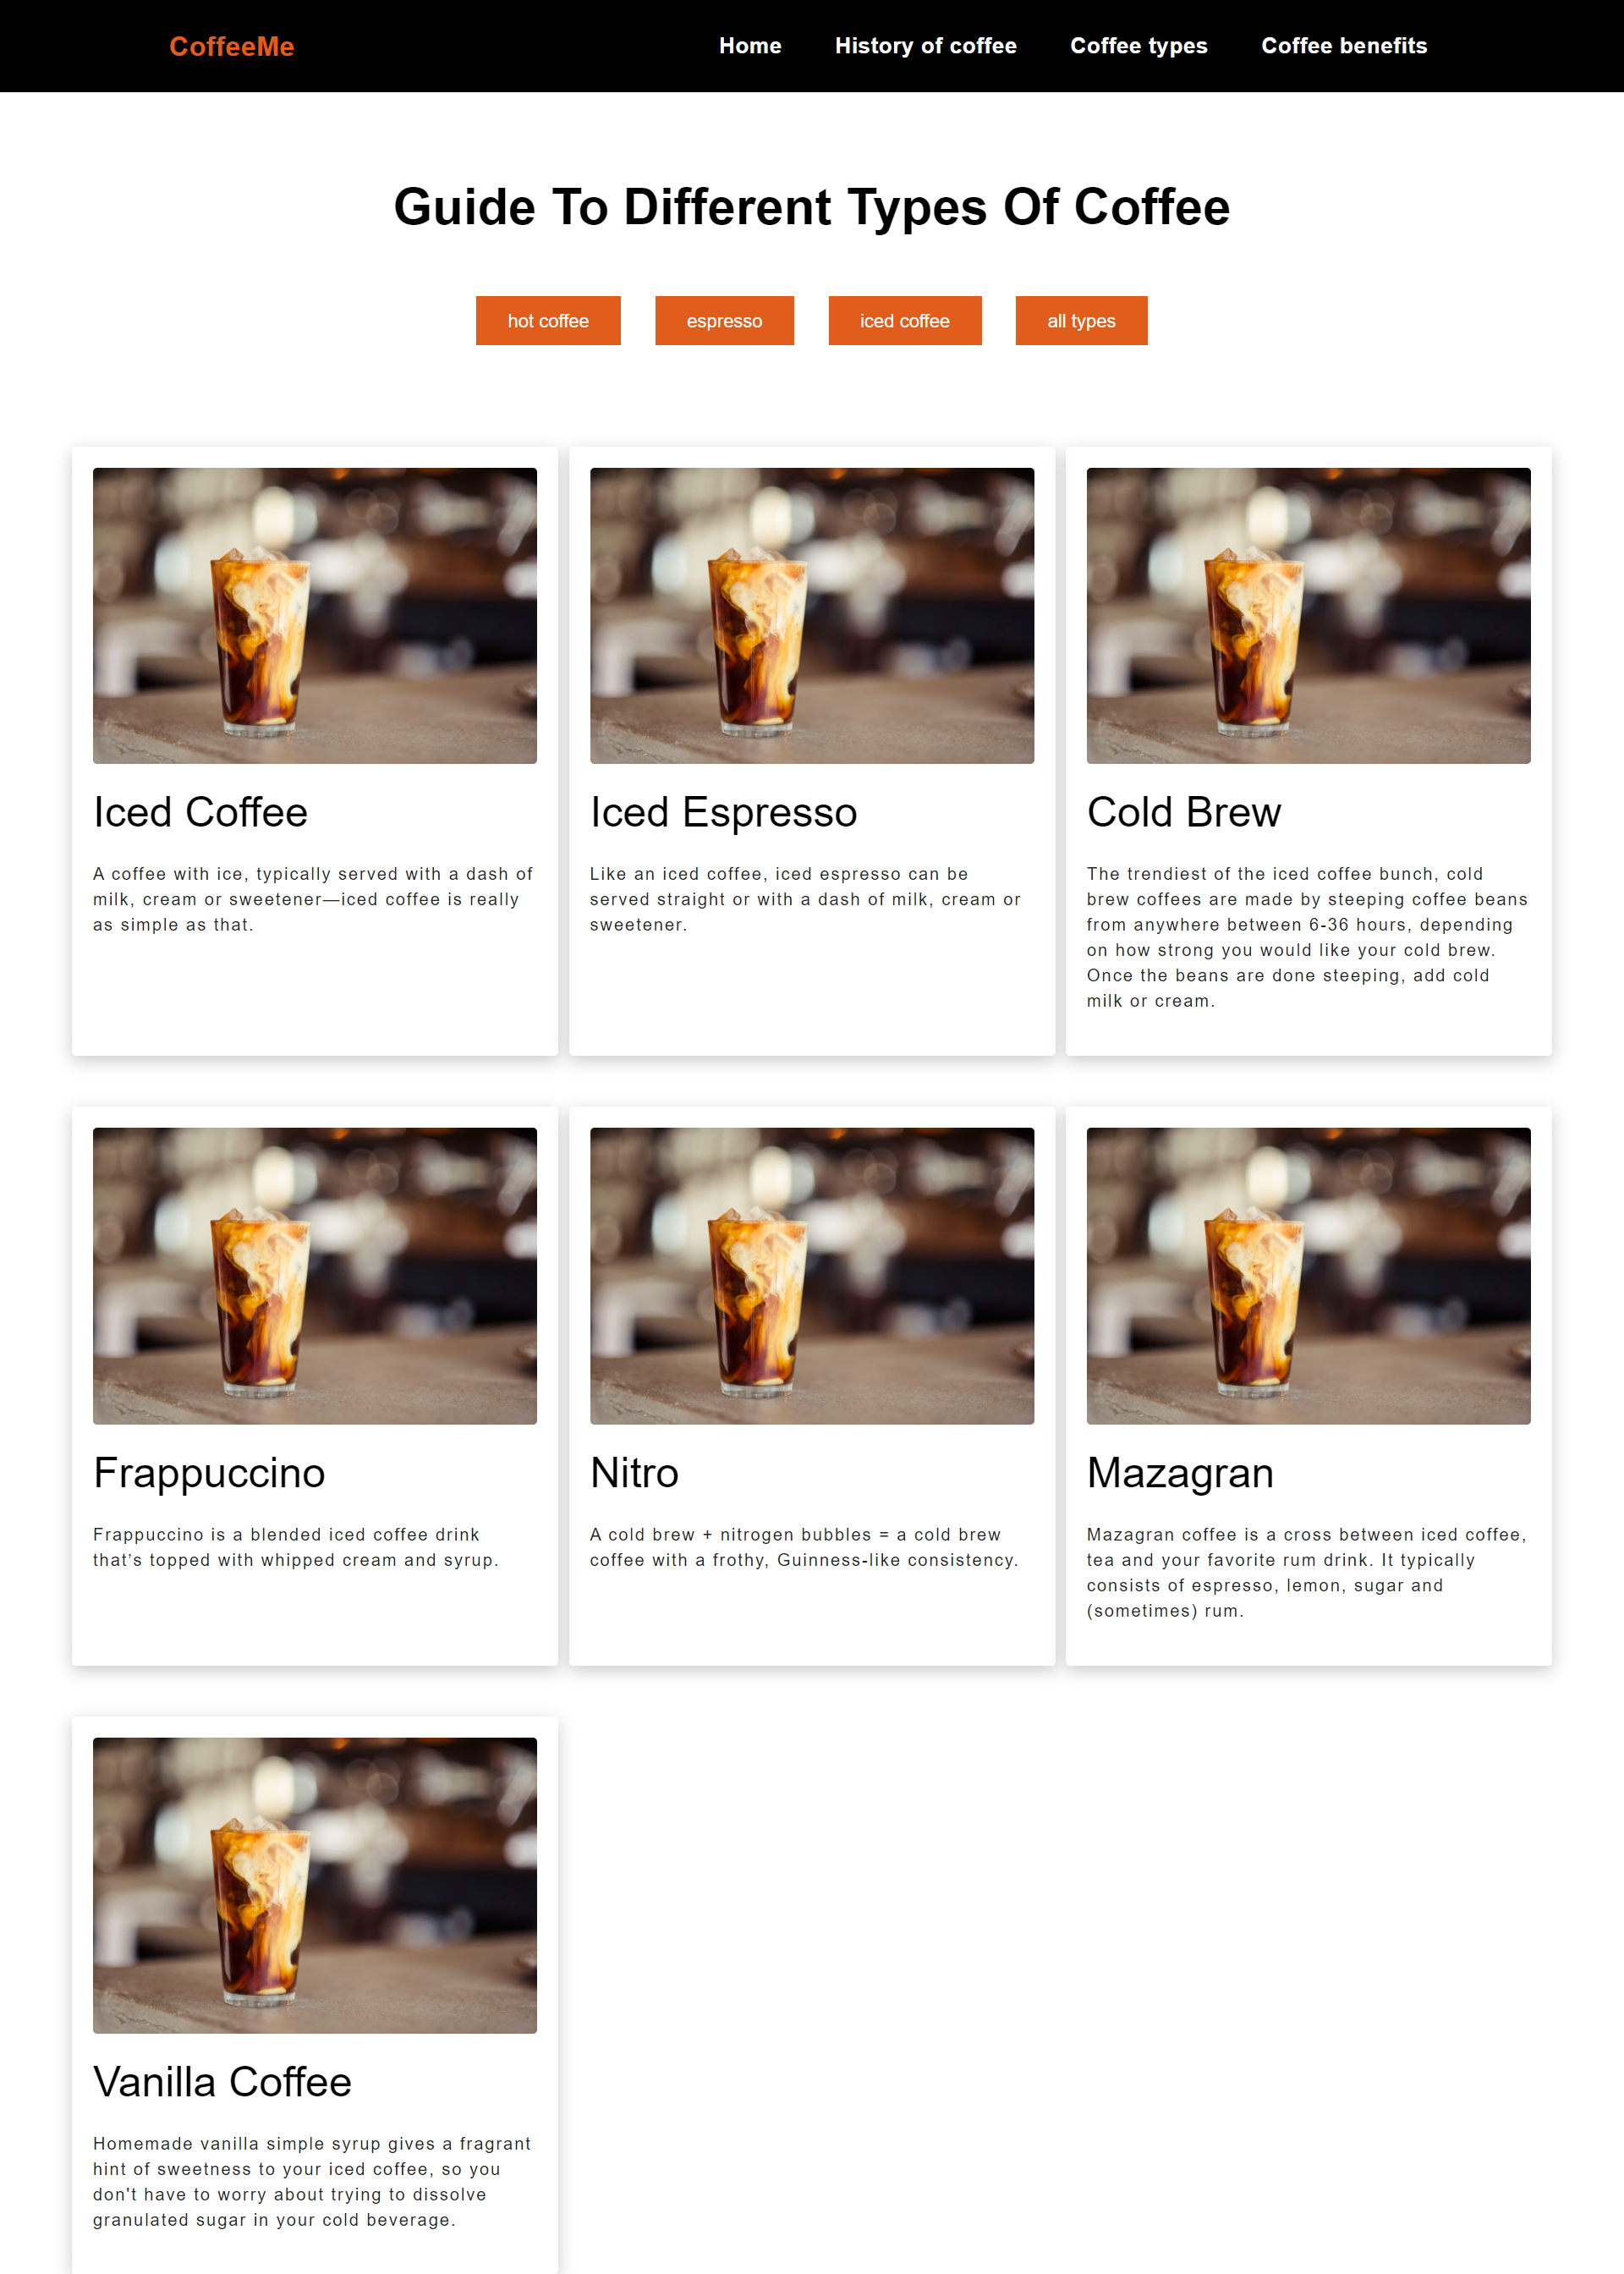 CoffeeMe
Home
History of coffee
Coffee types
Coffee benefits
Guide To Different Types Of Coffee
hot coffee
espresso
iced coffee
all types
Iced Coffee
A coffee with ice, typically served with a dash of
milk, cream or sweetener—iced coffee is really
as simple as that.
Iced Espresso
Like an iced coffee, iced espresso can be
served straight or with a dash of milk, cream or
sweetener.
Cold Brew
The trendiest of the iced coffee bunch, cold
brew coffees are made by steeping coffee beans
from anywhere between 6-36 hours, depending
on how strong you would like your cold brew.
Once the beans are done steeping, add cold
milk or cream.
Frappuccino
Frappuccino is a blended iced coffee drink
that’s topped with whipped cream and syrup.
Nitro
A cold brew + nitrogen bubbles = a cold brew
coffee with a frothy, Guinness-like consistency.
Mazagran
Mazagran coffee is a cross between iced coffee,
tea and your favorite rum drink. It typically
consists of espresso, lemon, sugar and
(sometimes) rum.
Vanilla Coffee
Homemade vanilla simple syrup gives a fragrant
hint of sweetness to your iced coffee, so you
don't have to worry about trying to dissolve
granulated sugar in your cold beverage.